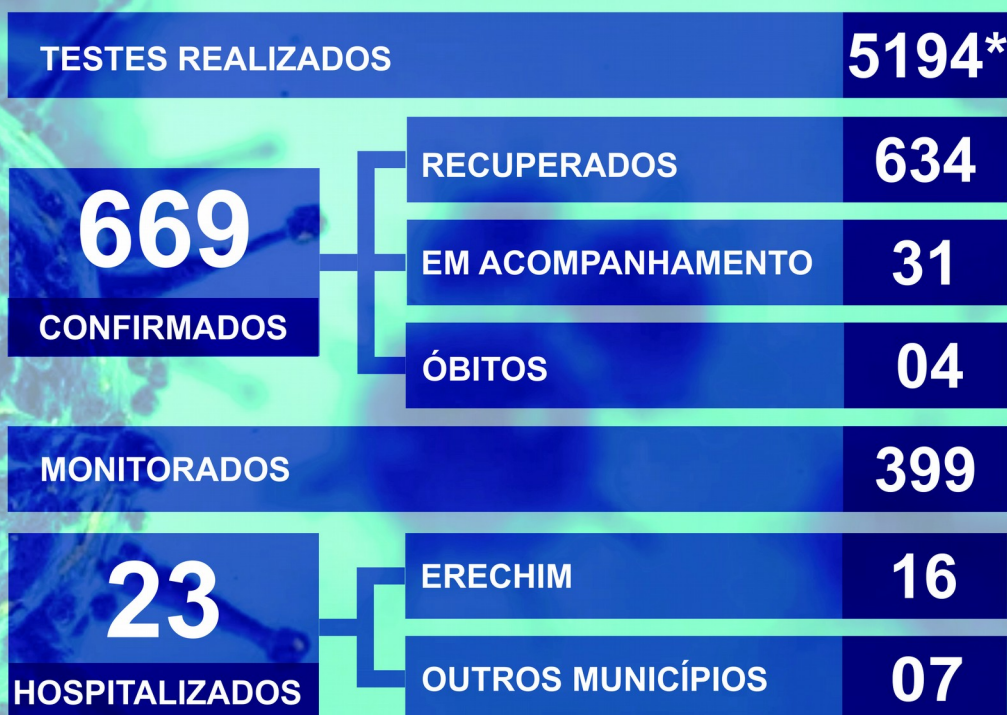 TESTES REALIZADOS 5194*
669
CONFIRMADOS
RECUPERADOS 634
EM ACOMPANHAMENTO 31
ÓBITOS 04
MONITORADOS 399
23
HOSPITALIZADOS
ERECHIM 16
OUTROS MUNICÍPIOS 07